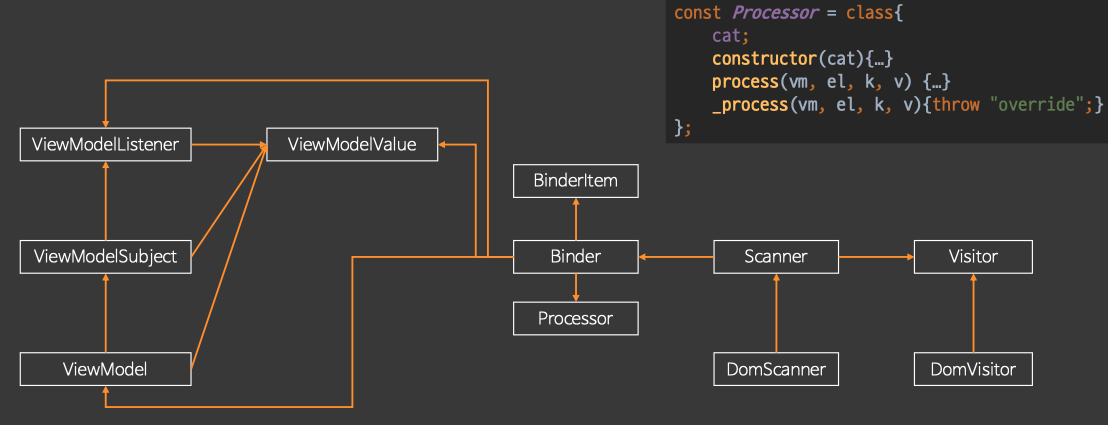 const Processor = class{
cat;
constructor(cat){…}
process(vm, el, k, v) {…}
_process(vm, el, k, v){throw "override";}
};
ViewModelListener
ViewModelValue
BinderItem
ViewModelSubject
Binder
Scanner
Visitor
Processor
ViewModel
DomScanner
DomVisitor